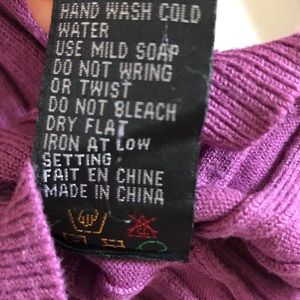 HAND WASH COLD
WATER
USE MILD SOAP
DO NOT WRING
OR TWIST
DO NOT BLEACH
DRY FLAT
IRON AT LOW
SETTING
FAIT EN CHINE
MADE IN CHINA